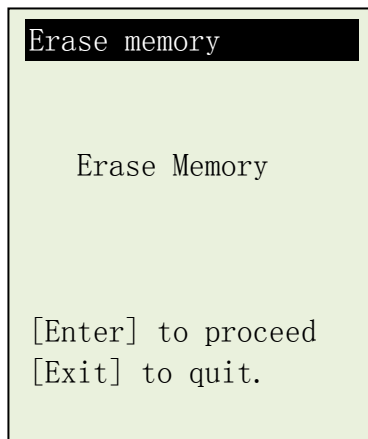 Erase memory
Erase Memory
[Enter] to proceed
[Exit] to quit.